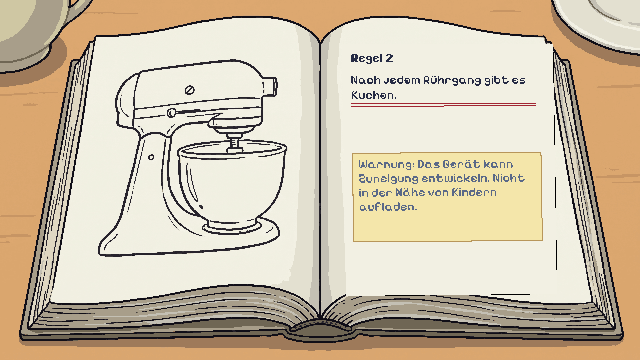 Regel 2
Nach jedem Rührgang gibt es
Kuchen.
Warnung: Das Gerät kann
Zuneigung entwickeln. Nicht
in der Nähe von Kindern
aufladen.